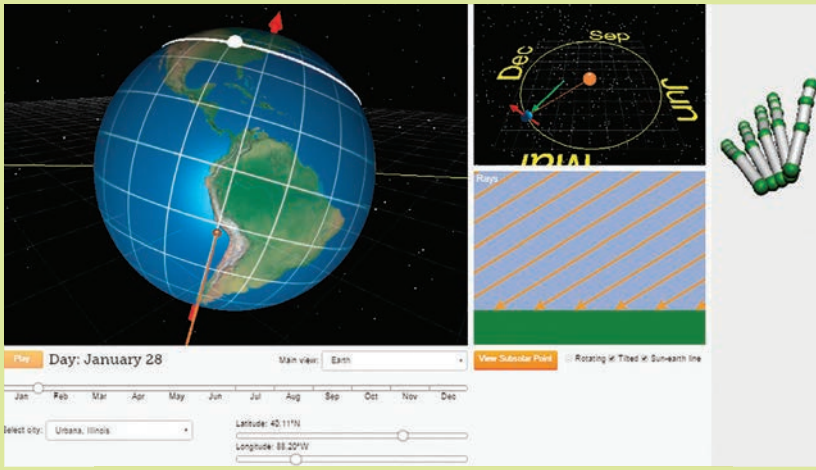 Sep
Dec
Jun
Mar
Rays
Play
Day: January 28
Main view:
Earth
View Subsolar Point
Rotating
Tilted
Sun-earth line
Jan
Feb
Mar
Apr
May
Jun
Jul
Aug
Sep
Oct
Nov
Dec
Select city:
Urbana, Illinois
Latitude: 40.11°N
Longitude: 88.20°W